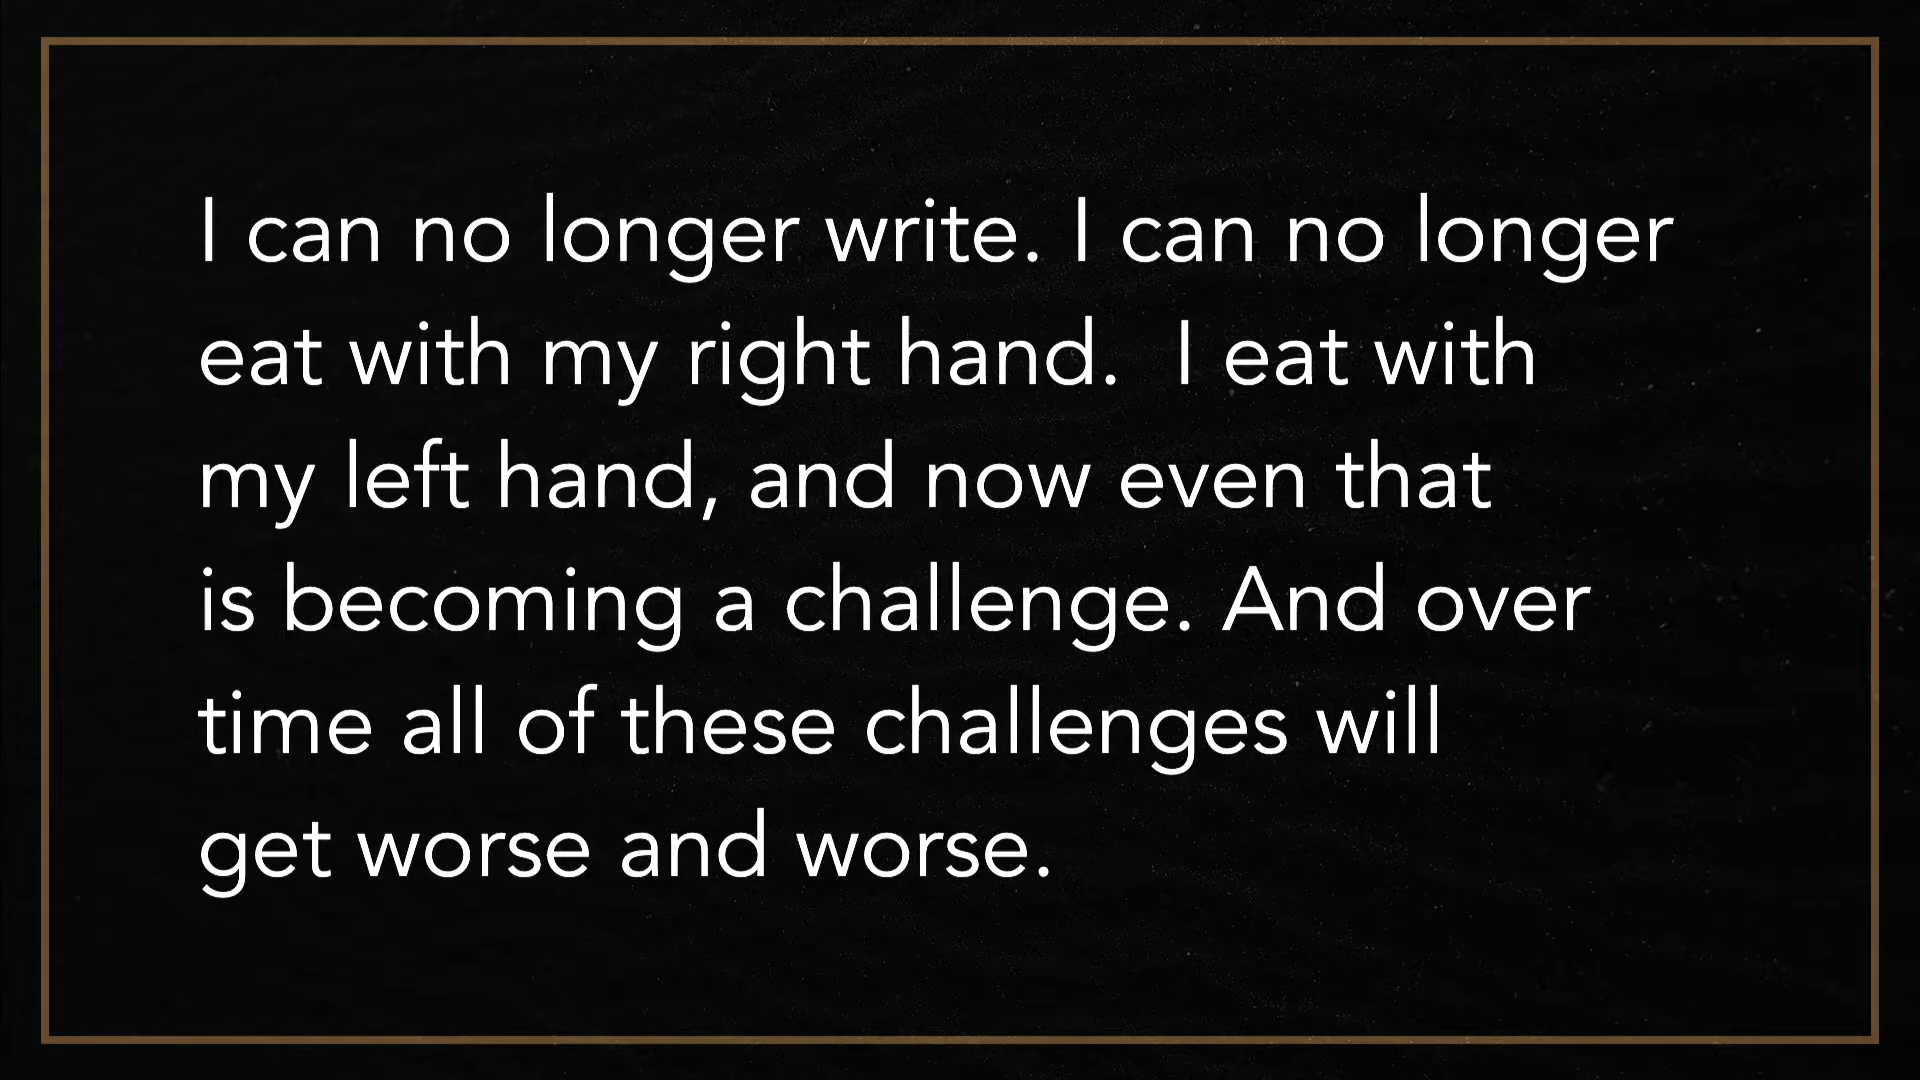 I can no longer write. I can no longer
eat with my right hand.  I eat with
my left hand, and now even that
is becoming a challenge. And over
time all of these challenges will
get worse and worse.